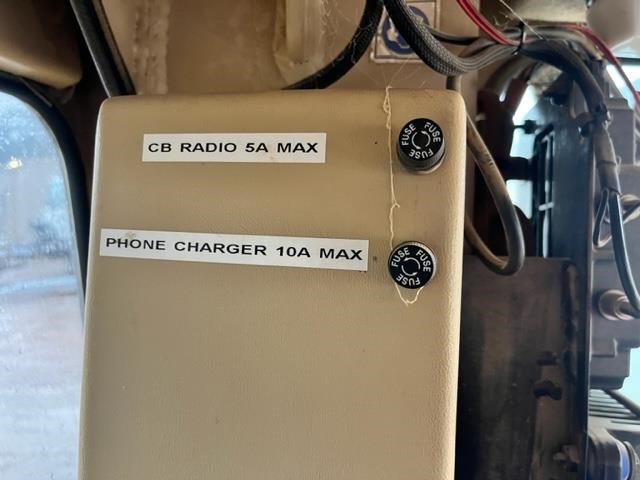 CB RADIO 5A MAX
FUSE FUSE FUSE
PHONE CHARGER 10A MAX
FUSE FUSE FUSE